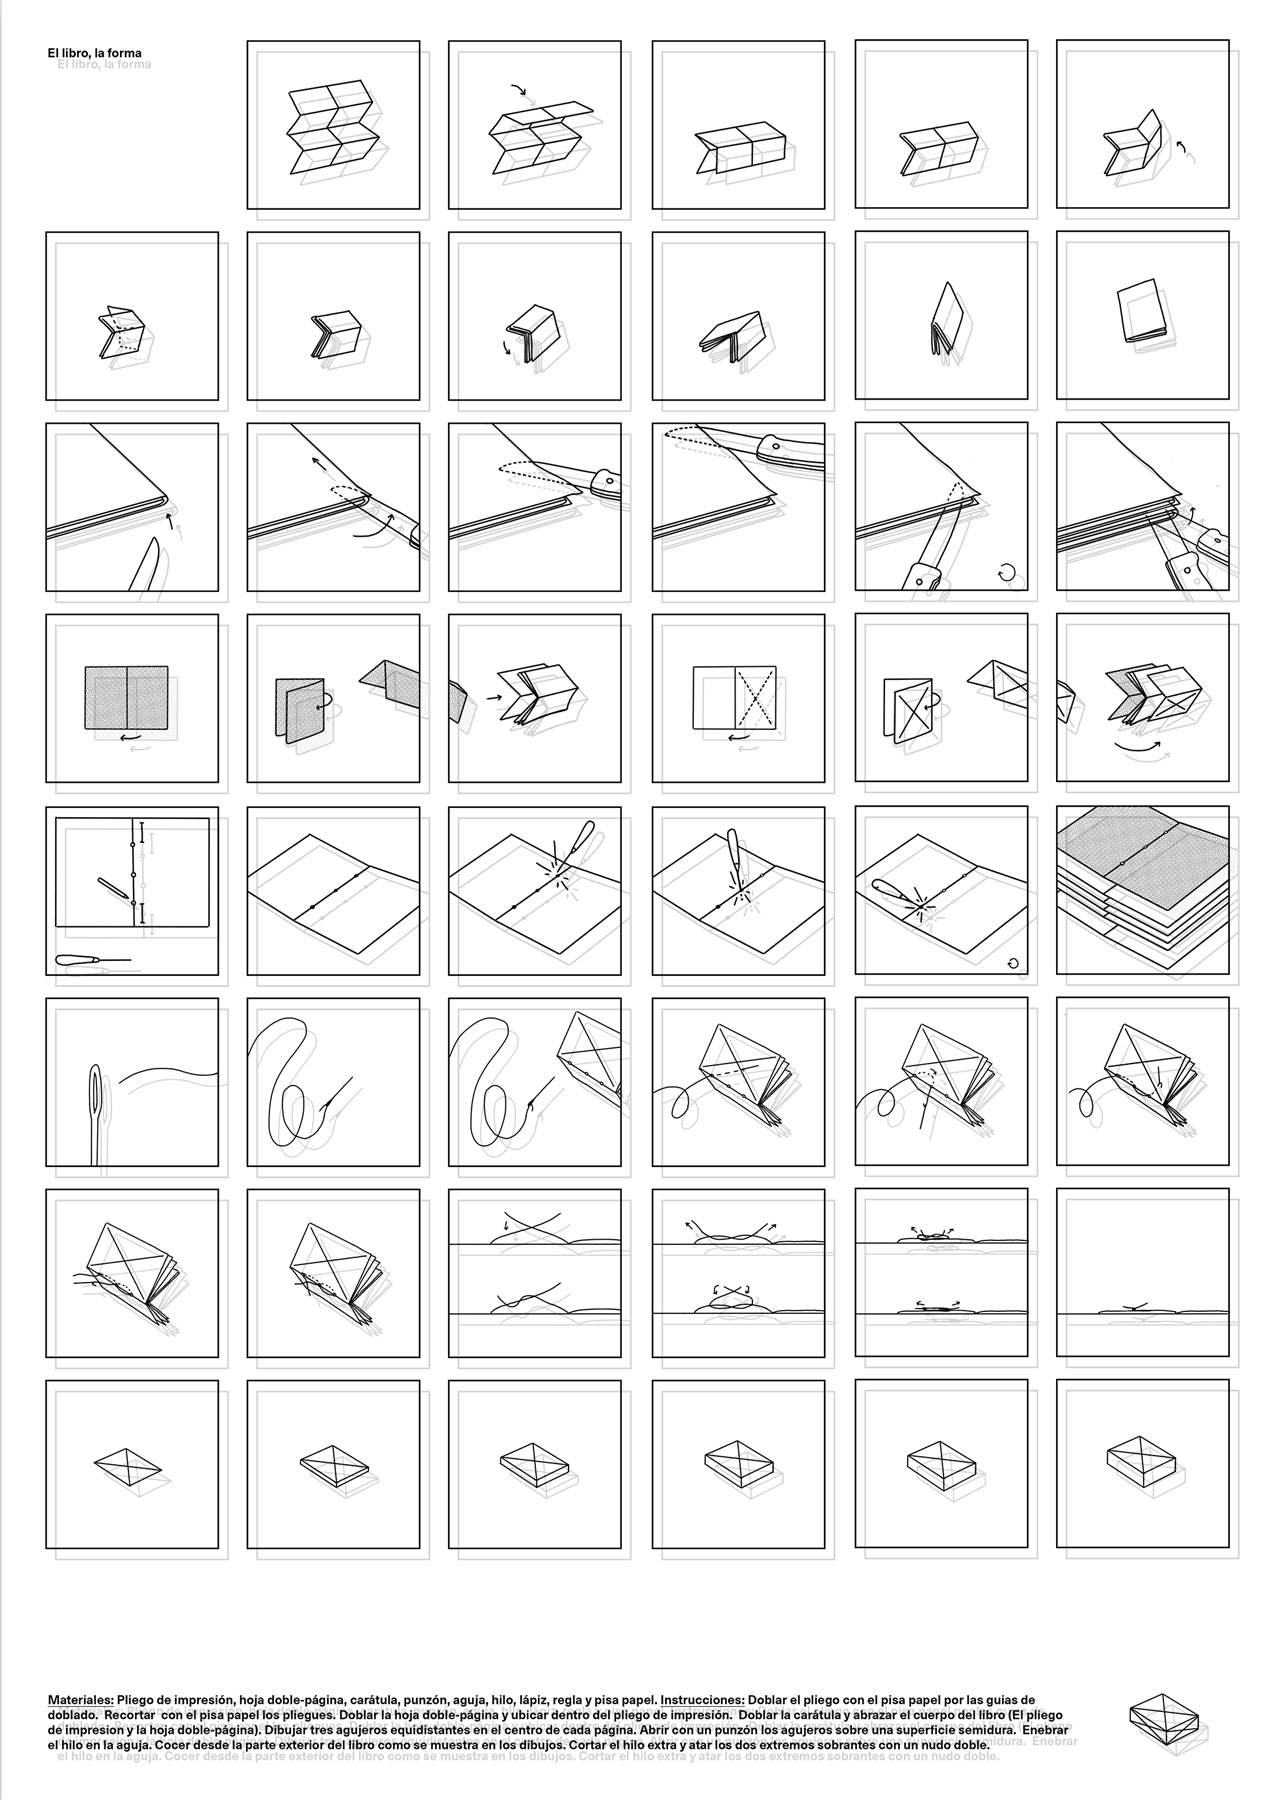 El libro, la forma
Materiales: Pliego de impresión, hoja doble-página, carátula, punzón, aguja, hilo, lápiz, regla y pisa papel. Instrucciones: Doblar el pliego con el pisa papel por las guias de
doblado.  Recortar  con el pisa papel los pliegues. Doblar la hoja doble-página y ubicar dentro del pliego de impresión.  Doblar la carátula y abrazar el cuerpo del libro (El pliego
de impresion y la hoja doble-página). Dibujar tres agujeros equidistantes en el centro de cada página. Abrir con un punzón los agujeros sobre una superficie semidura.  Enebrar
el hilo en la aguja. Cocer desde la parte exterior del libro como se muestra en los dibujos. Cortar el hilo extra y atar los dos extremos sobrantes con un nudo doble.